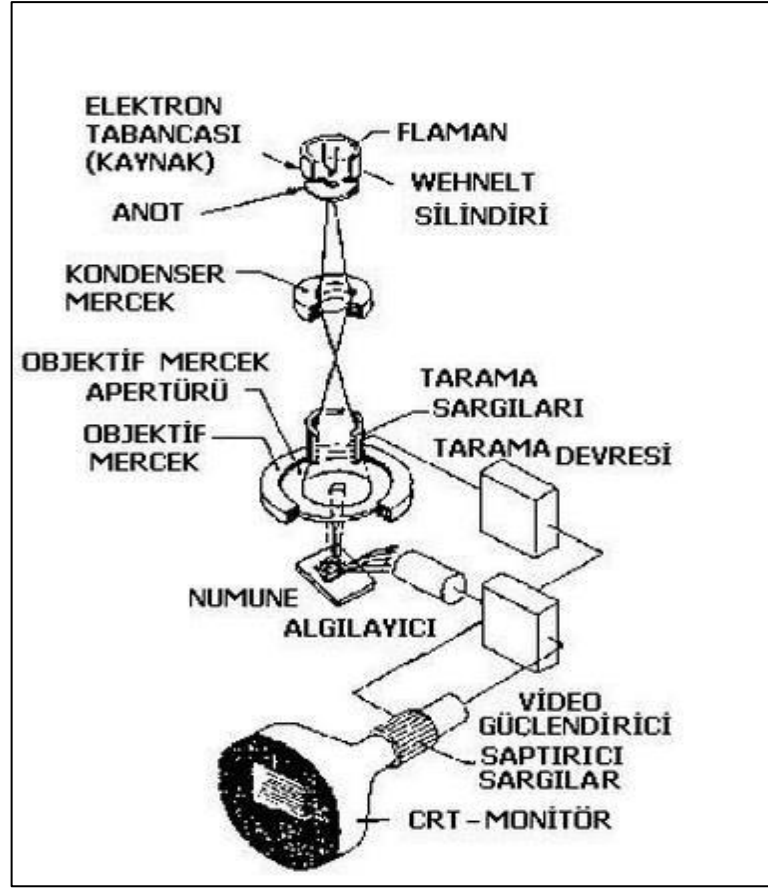 ELEKTRON
TABANCASI
(KAYNAK)
FLAMAN
WEHNELT
SİLİNDİRİ
ANOT
KONDENSER
MERCEK
OBJEKTİF MERCEK
APERTÜRÜ
TARAMA
SARGILARI
OBJEKTİF
MERCEK
TARAMA DEVRESİ
NUMUNE
ALGILAYICI
VİDEO
GÜCLENDİRİCİ
SAPTIRICI
SARGILAR
CRT-MONİTÖR